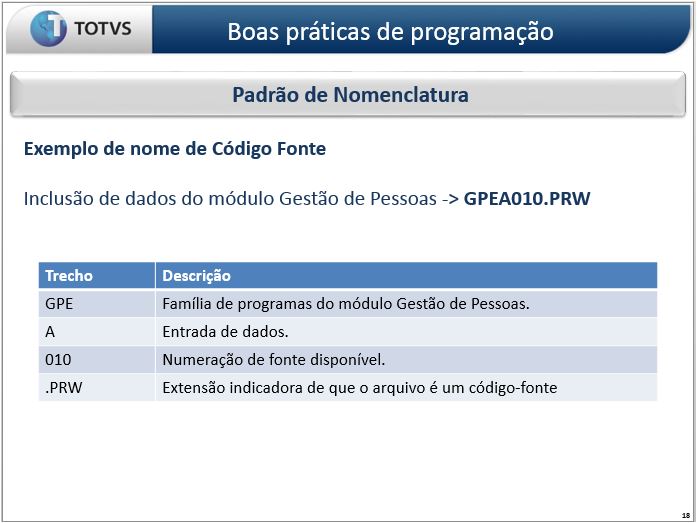 TOTVS
Boas práticas de programação
Padrão de Nomenclatura
Exemplo de nome de Código Fonte
Inclusão de dados do módulo Gestão de Pessoas -> GPEA010.PRW
Trecho Descrição
GPE Família de programas do módulo Gestão de Pessoas.
A Entrada de dados.
010 Numeração de fonte disponível.
.PRW Extensão indicadora de que o arquivo é um código-fonte
18